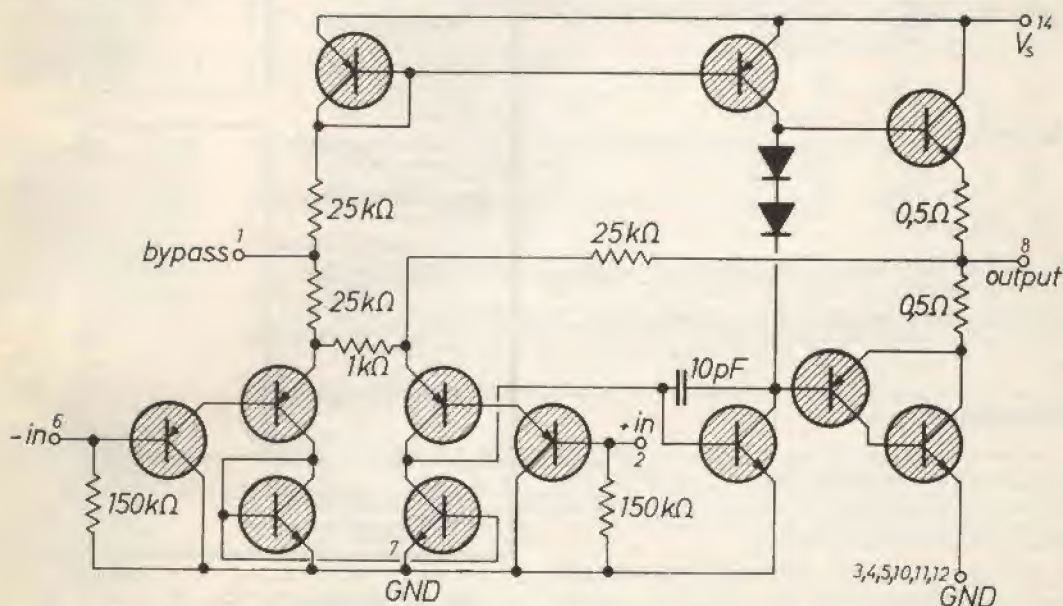 14
Vs
25kΩ
0,5Ω
bypass 1
25kΩ
8
output
25kΩ
0,5Ω
1kΩ
10pF
-in 6
+in
2
150kΩ
150kΩ
7
GND
3,4,5,10,11,12
GND